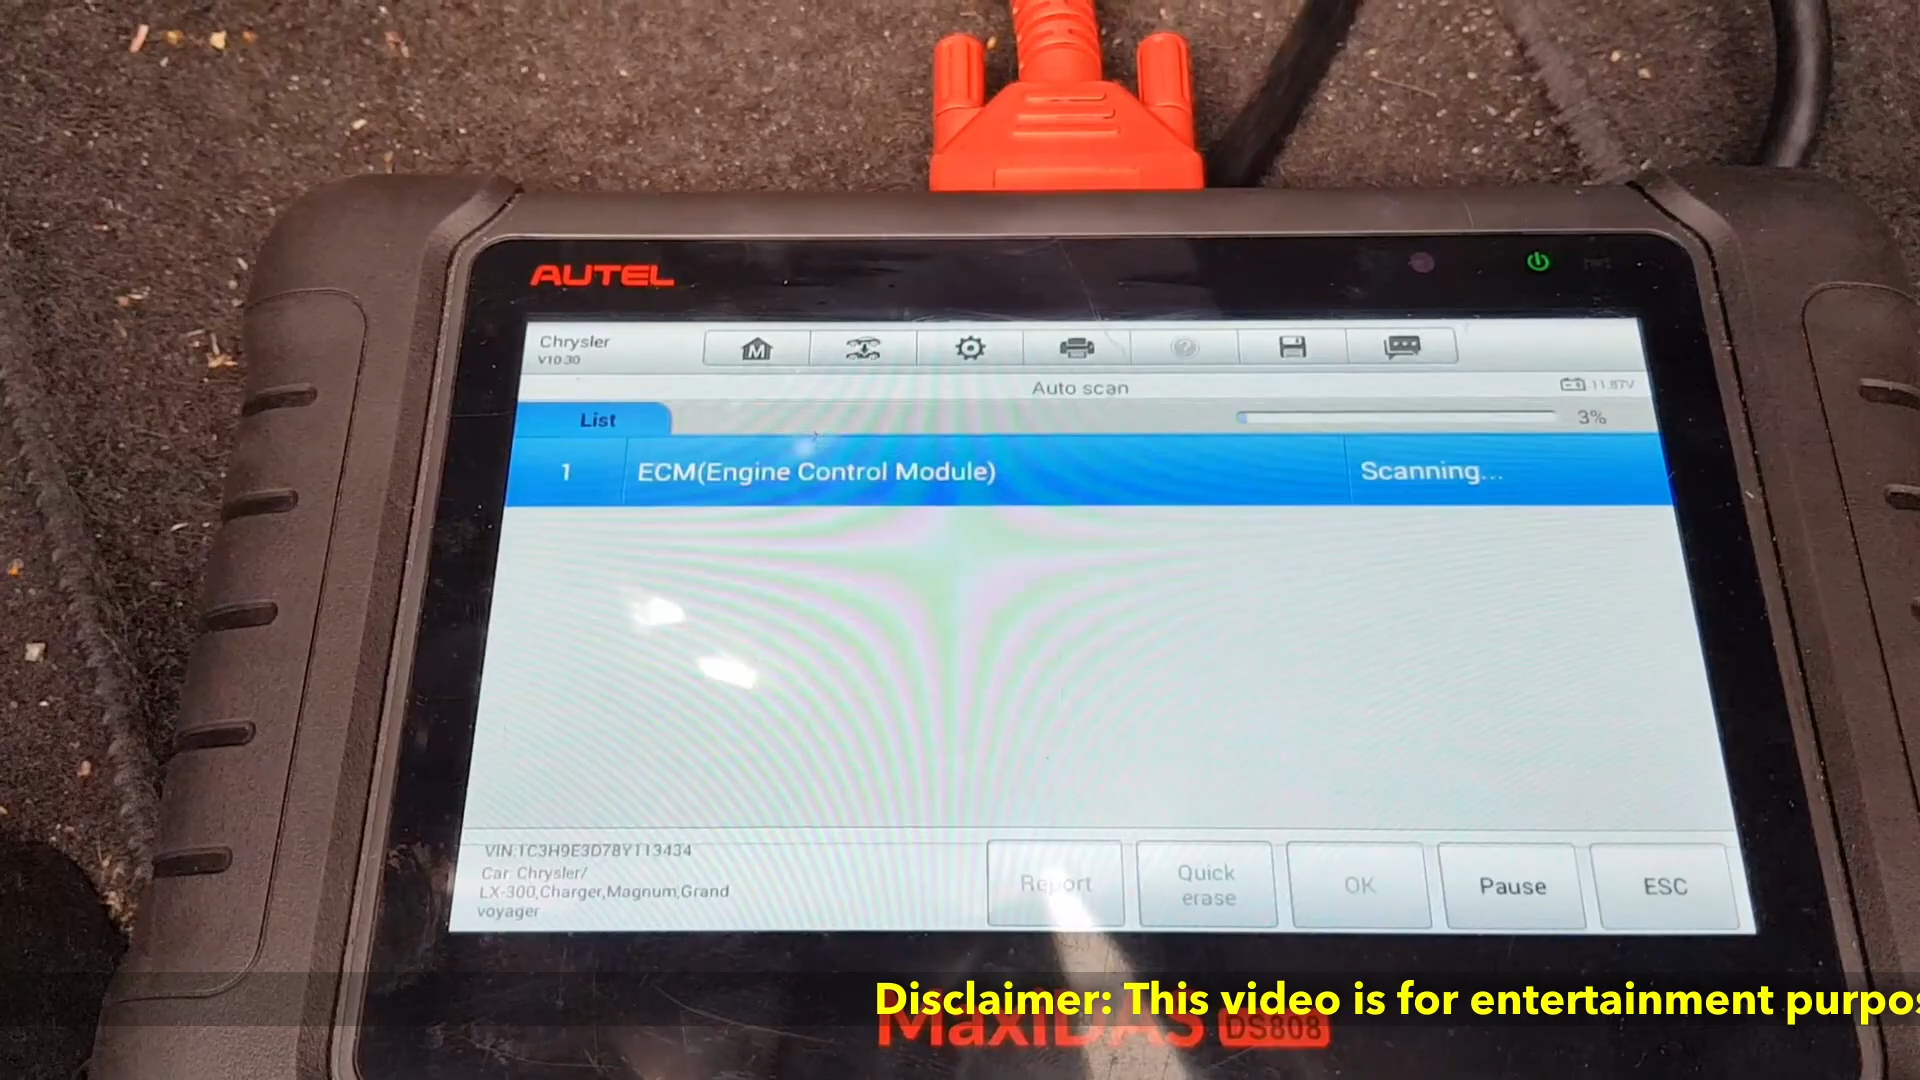 AUTEL
Chrysler
V10.30
M
Auto scan
11.87V
List
3%
1 ECM(Engine Control Module) Scanning...
VIN:1C3H9E3D78Y113434
Car: Chrysler/
LX-300,Charger,Magnum,Grand
voyager
Report
Quick
erase
OK
Pause
ESC
Disclaimer: This video is for entertainment purpos
MaxiDAS DS808